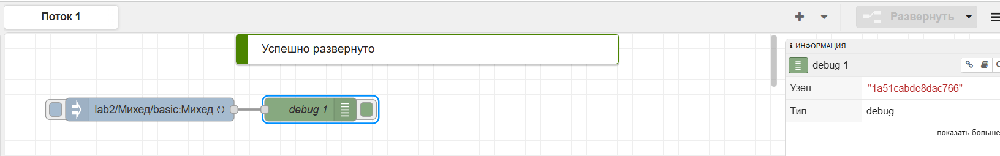 Поток 1
Развернуть
Успешно развернуто
ИНФОРМАЦИЯ
debug 1
Узел "1a51cabde8dac766"
Тип debug
показать больше
lab2/Михед/basic:Михед ↻
debug 1